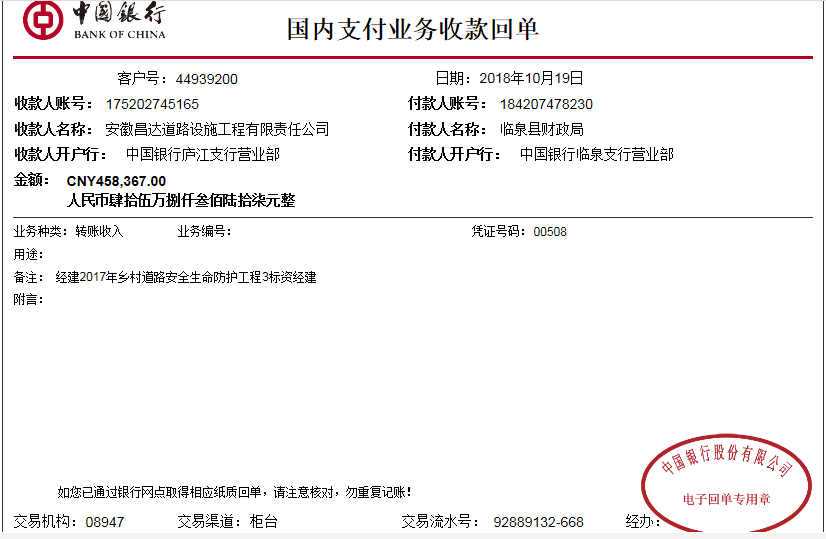 中国银行
BANK OF CHINA
国内支付业务收款回单
客户号：44939200 日期：2018年10月19日
收款人账号：175202745165 付款人账号：184207478230
收款人名称：安徽昌达道路设施工程有限责任公司 付款人名称：临泉县财政局
收款人开户行：中国银行庐江支行营业部 付款人开户行：中国银行临泉支行营业部
金额：CNY458,367.00
人民币肆拾伍万捌仟叁佰陆拾柒元整
业务种类：转账收入 业务编号： 凭证号码：00508
用途：
备注：经建2017年乡村道路安全生命防护工程3标资经建
附言：
中国银行股份有限公司
电子回单专用章
如您已通过银行网点取得相应纸质回单，请注意核对，勿重复记账！
交易机构：08947 交易渠道：柜台 交易流水号：92889132-668 经办：